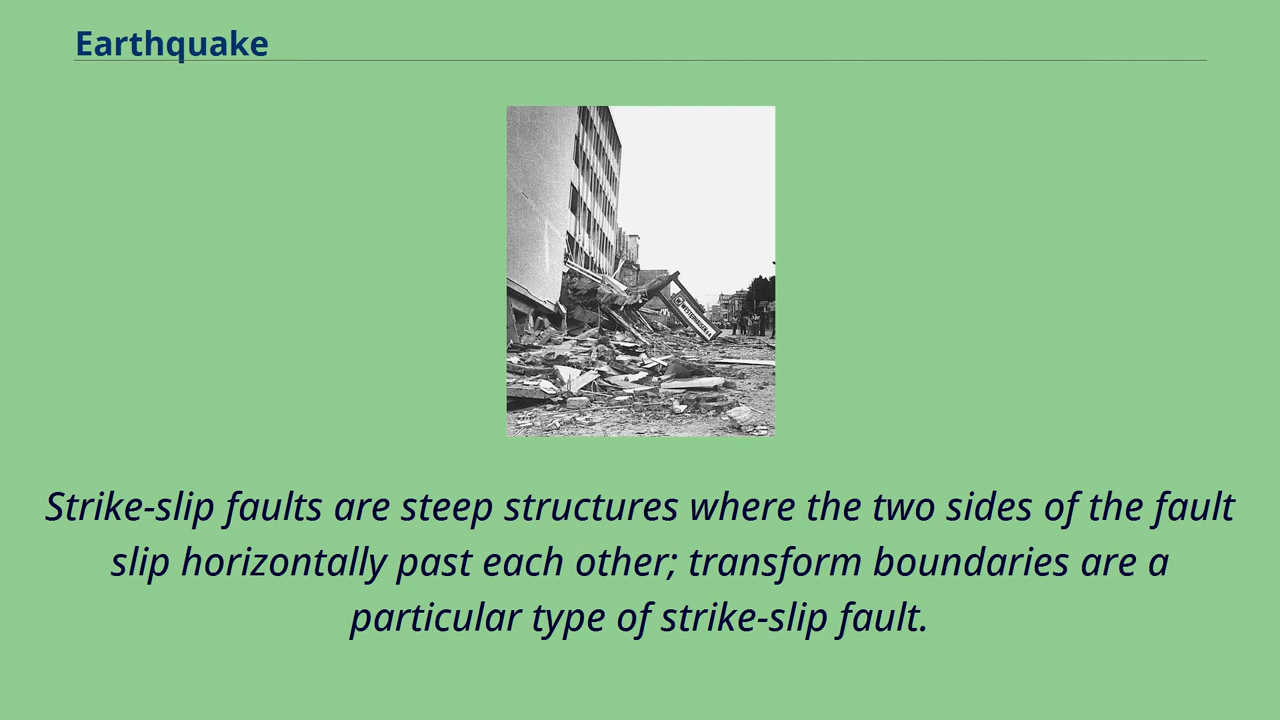 Earthquake
Strike-slip faults are steep structures where the two sides of the fault
slip horizontally past each other; transform boundaries are a
particular type of strike-slip fault.